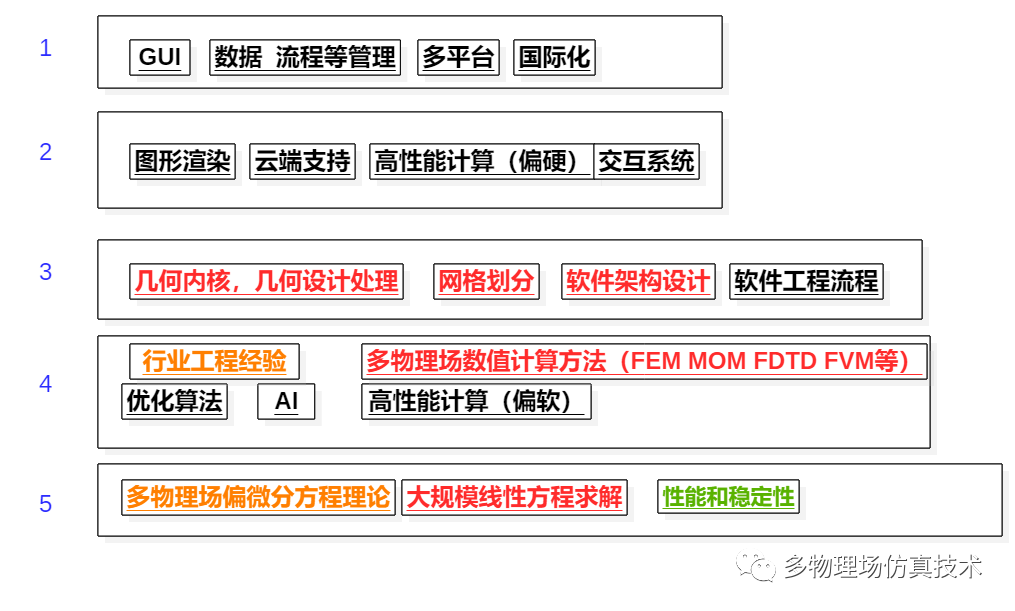 1 GUI 数据 流程等管理 多平台 国际化
2 图形渲染 云端支持 高性能计算（偏硬） 交互系统
3 几何内核，几何设计处理 网格划分 软件架构设计 软件工程流程
行业工程经验 多物理场数值计算方法（FEM MOM FDTD FVM等）
4 优化算法 AI 高性能计算（偏软）
5 多物理场偏微分方程理论 大规模线性方程求解 性能和稳定性
多物理场仿真技术